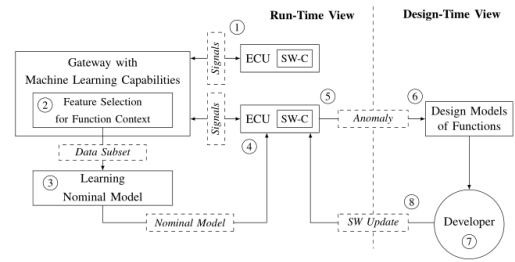 Run-Time View
Design-Time View
1
Gateway with
Machine Learning Capabilities
Signals
ECU SW-C
2
Feature Selection
for Function Context
Signals
ECU SW-C
4
5
Anomaly
6
Design Models
of Functions
Data Subset
3
Learning
Nominal Model
Nominal Model
SW Update
8
Developer
7